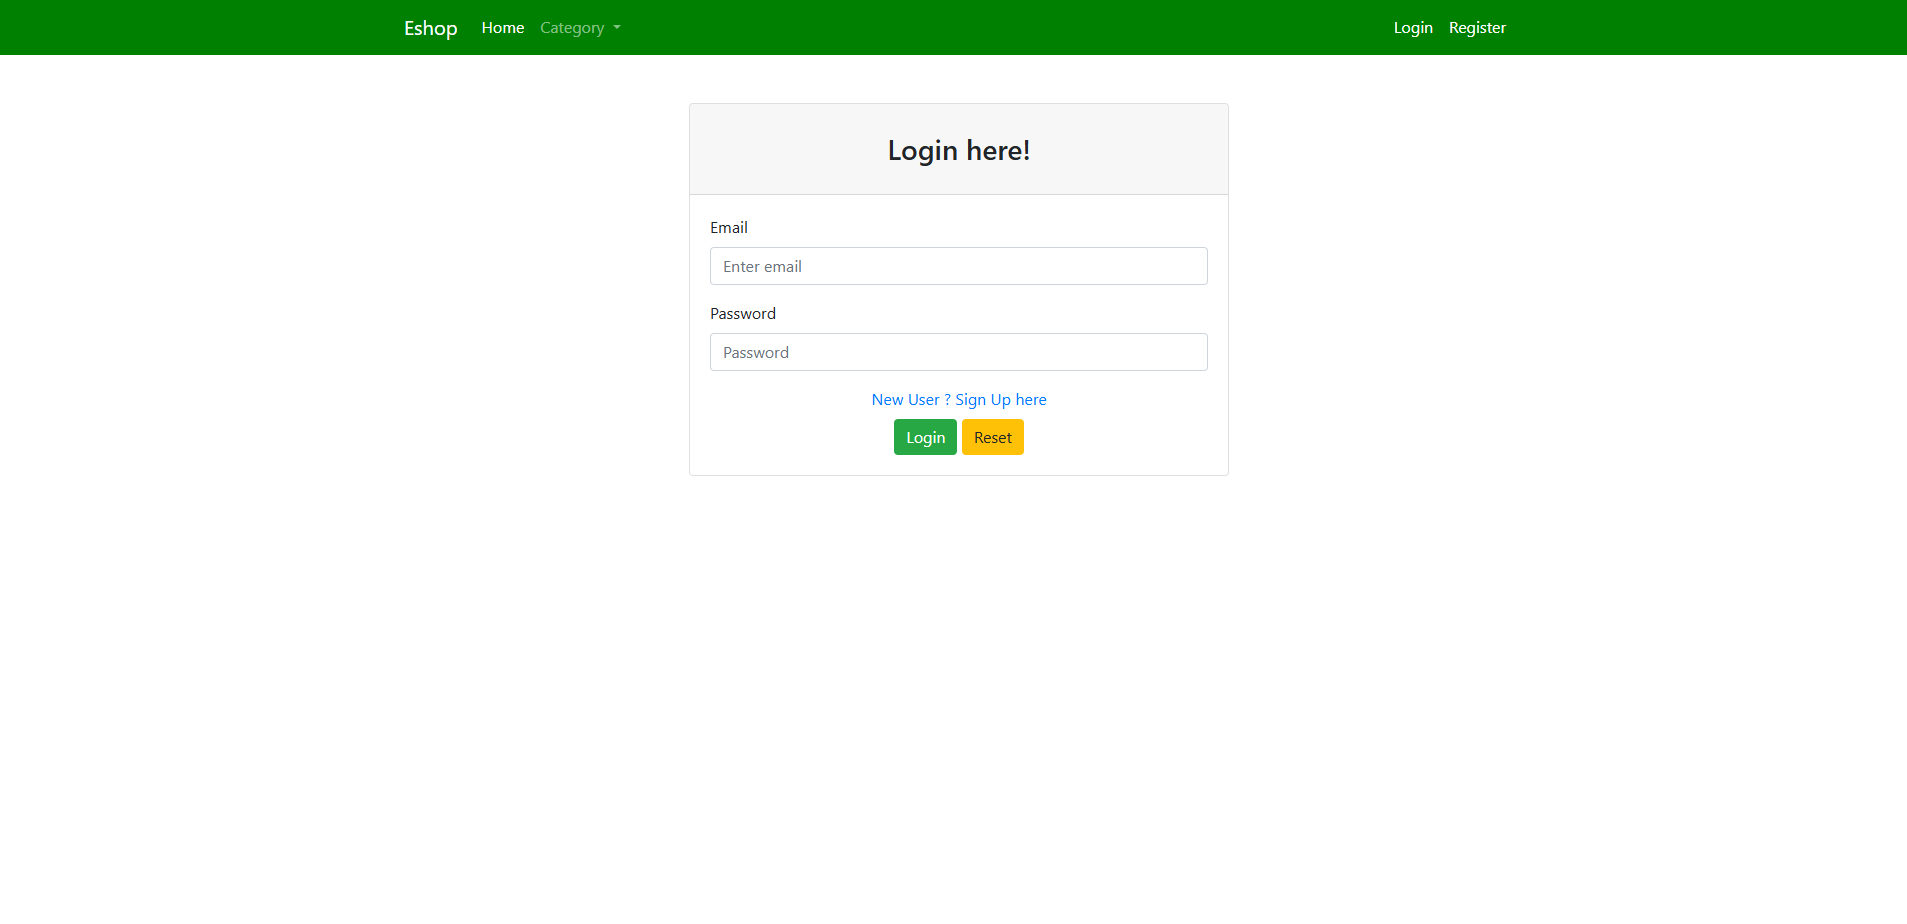 Eshop Home Category Login Register
Login here!
Email
Enter email
Password
Password
New User ? Sign Up here
Login Reset